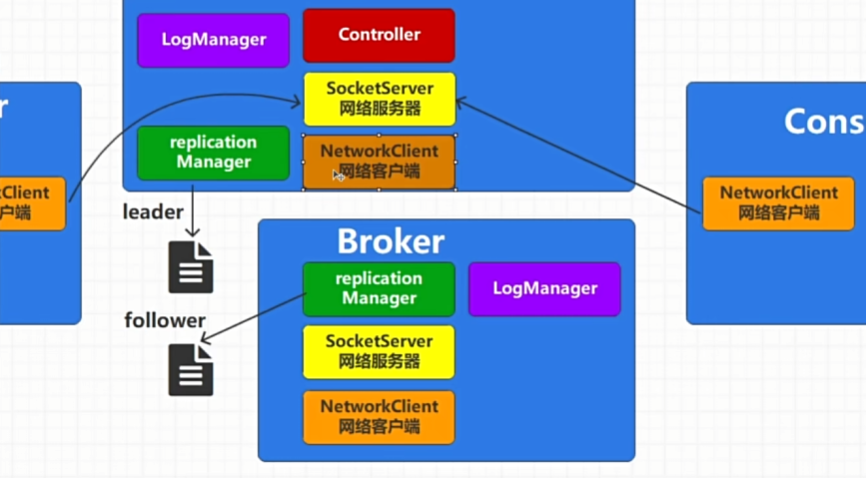 LogManager
Controller
SocketServer
网络服务器
replication
Manager
NetworkClient
网络客户端
r
kClient
户端
Cons
NetworkClient
网络客户端
leader
follower
Broker
replication
Manager
LogManager
SocketServer
网络服务器
NetworkClient
网络客户端